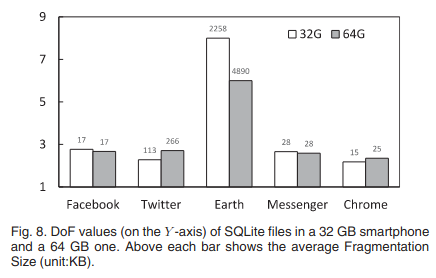 9
2258
32G 64G
7
4890
5
17 17 113 266 28 28 15 25
3
1
Facebook Twitter Earth Messenger Chrome
Fig. 8. DoF values (on the Y-axis) of SQLite files in a 32 GB smartphone
and a 64 GB one. Above each bar shows the average Fragmentation
Size (unit:KB).